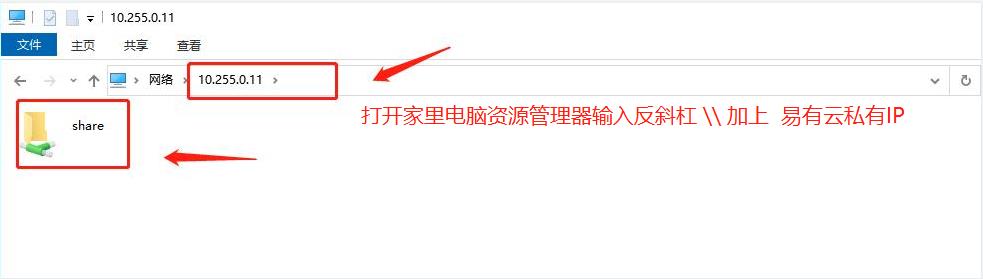 10.255.0.11
文件 主页 共享 查看
网络 10.255.0.11
share
打开家里电脑资源管理器输入反斜杠 \\ 加上 易有云私有IP